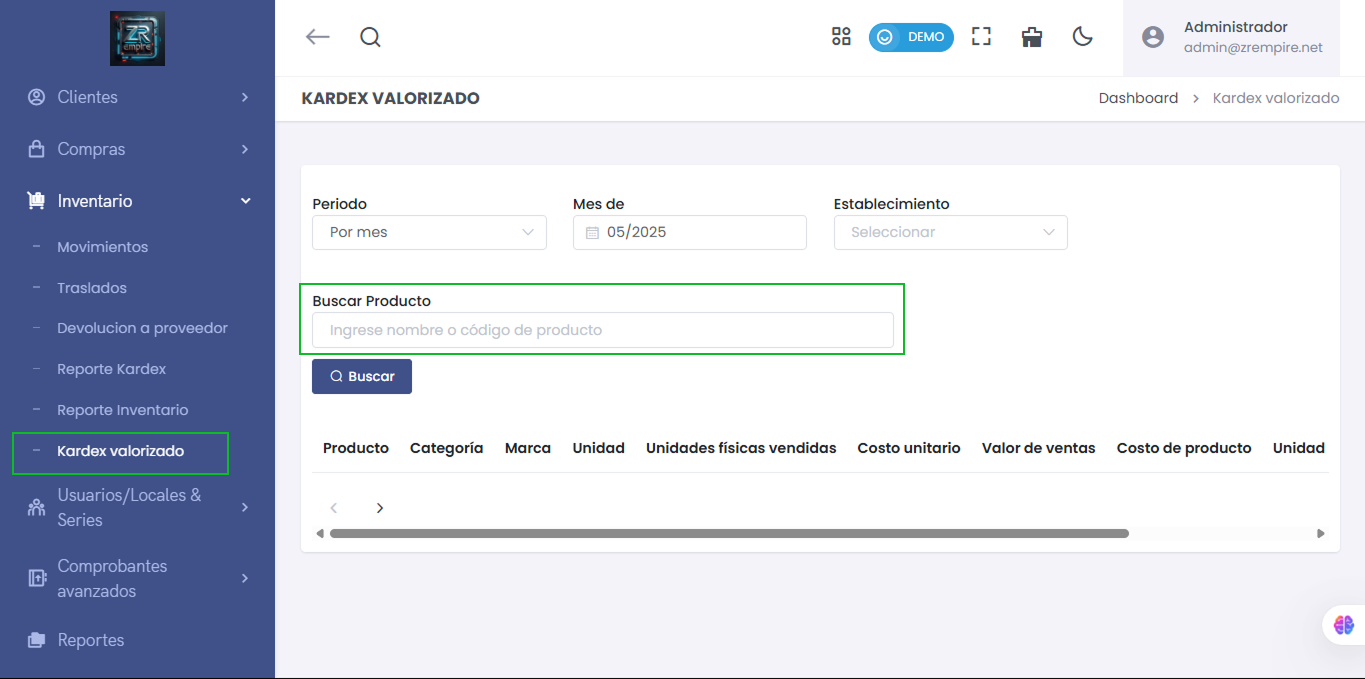 ZR
empire
Clientes
Compras
Inventario
Movimientos
Traslados
Devolucion a proveedor
Reporte Kardex
Reporte Inventario
Kardex valorizado
Usuarios/Locales &
Series
Comprobantes
avanzados
Reportes
DEMO
Administrador
admin@zrempire.net
KARDEX VALORIZADO
Dashboard > Kardex valorizado
Periodo Mes de Establecimiento
Por mes 05/2025 Seleccionar
Buscar Producto
Ingrese nombre o código de producto
Buscar
Producto Categoría Marca Unidad Unidades físicas vendidas Costo unitario Valor de ventas Costo de producto Unidad